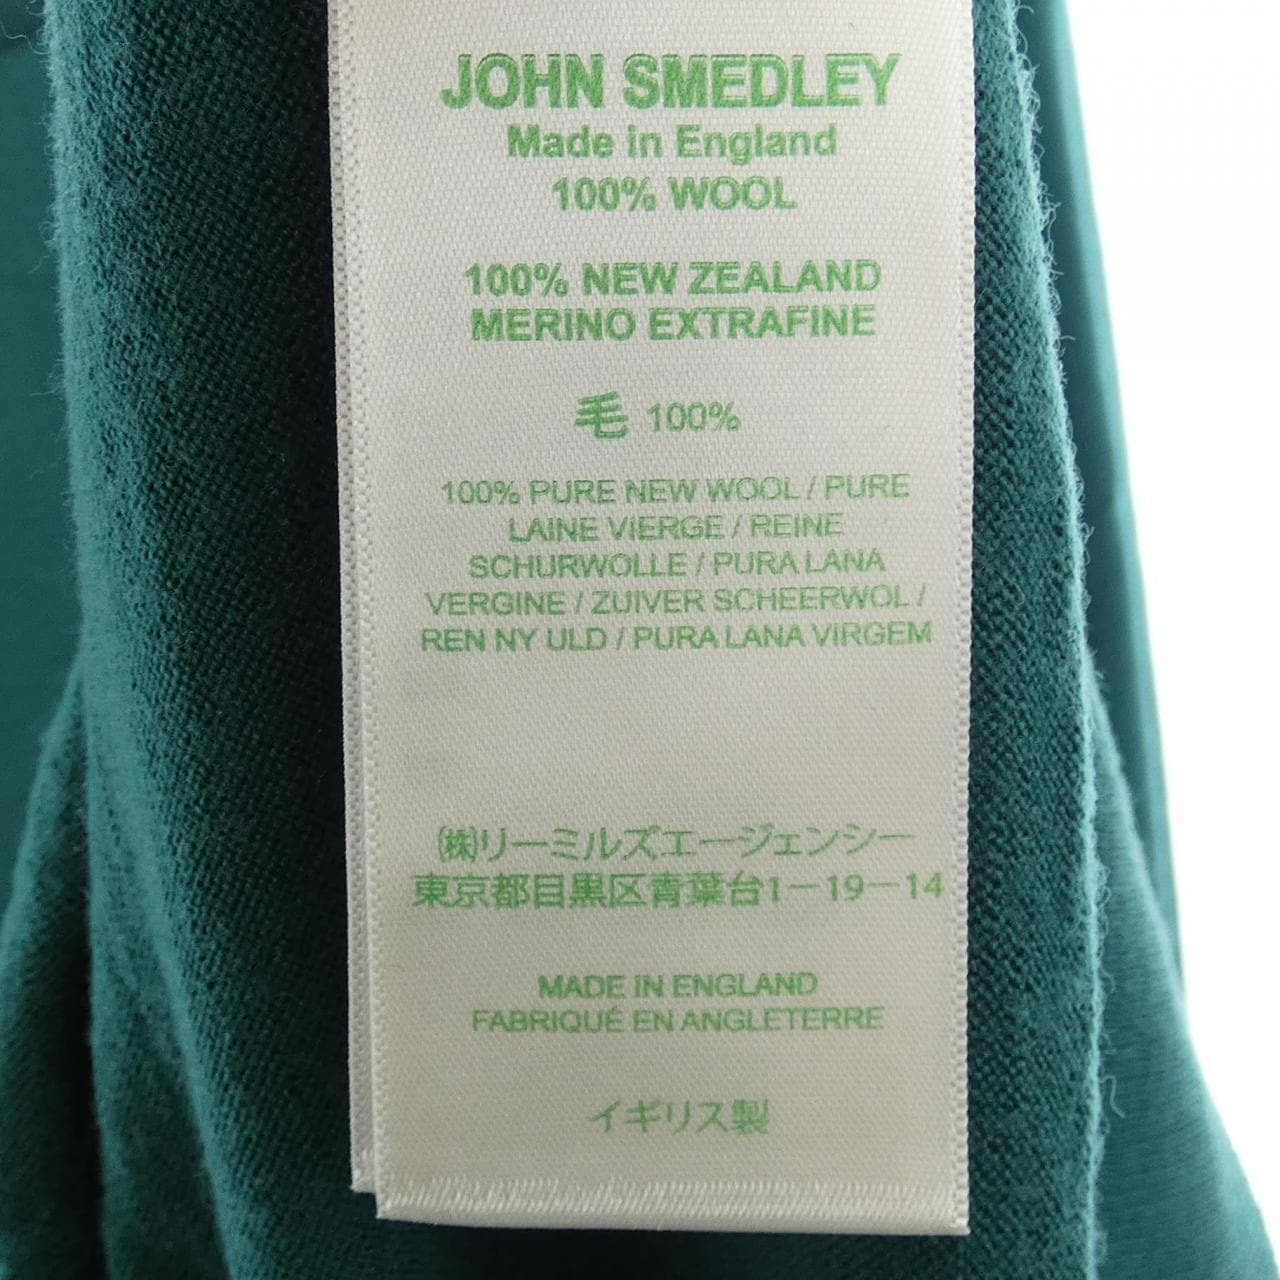 JOHN SMEDLEY
Made in England
100% WOOL
100% NEW ZEALAND
MERINO EXTRAFINE
毛 100%
100% PURE NEW WOOL / PURE
LAINE VIERGE / REINE
SCHURWOLLE / PURA LANA
VERGINE / ZUIVER SCHEERWOL /
REN NY ULD / PURA LANA VIRGEM
㈱リーミルズエージェンシー
東京都目黒区青葉台1－19－14
MADE IN ENGLAND
FABRIQUÉ EN ANGLETERRE
イギリス製